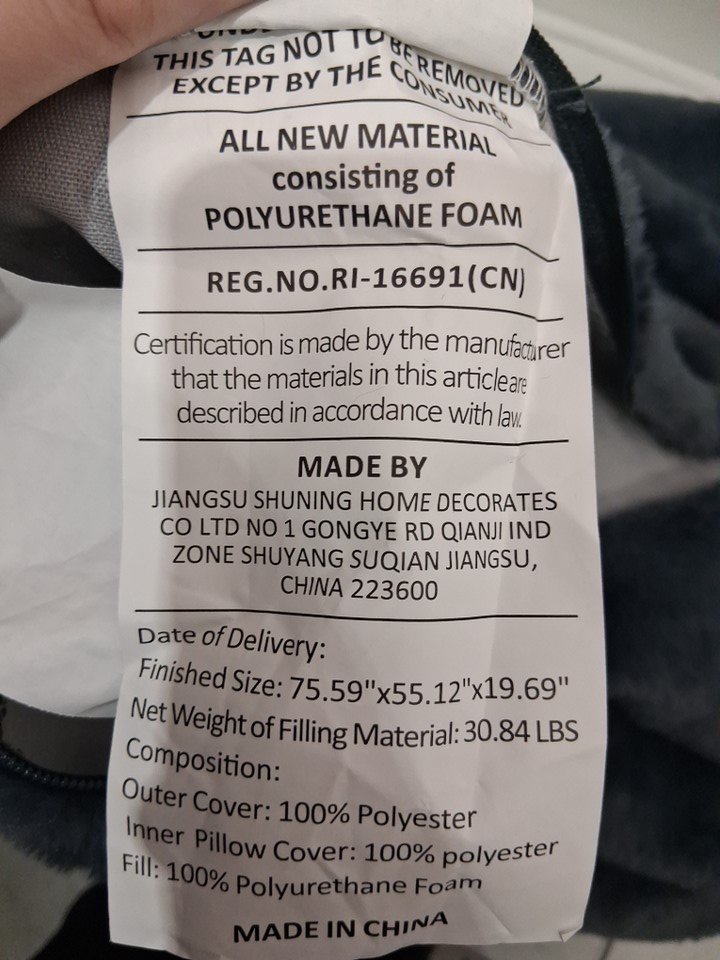 THIS TAG NOT TO BE REMOVED
EXCEPT BY THE CONSUMER
ALL NEW MATERIAL
consisting of
POLYURETHANE FOAM
REG.NO.RI-16691(CN)
Certification is made by the manufacturer
that the materials in this article are
described in accordance with law.
MADE BY
JIANGSU SHUNING HOME DECORATES
CO LTD NO 1 GONGYE RD QIANJI IND
ZONE SHUYANG SUQIAN JIANGSU,
CHINA 223600
Date of Delivery:
Finished Size: 75.59"x55.12"x19.69"
Net Weight of Filling Material: 30.84 LBS
Composition:
Outer Cover: 100% Polyester
Inner Pillow Cover: 100% polyester
Fill: 100% Polyurethane Foam
MADE IN CHINA